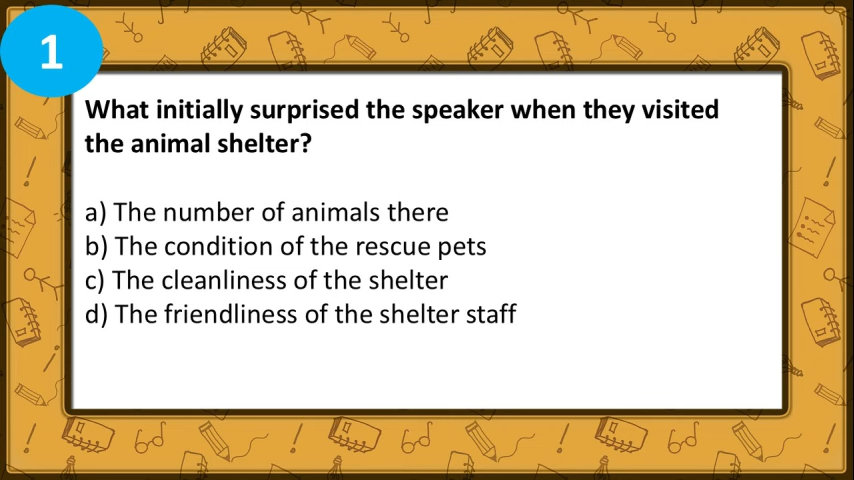 1
What initially surprised the speaker when they visited
the animal shelter?
a) The number of animals there
b) The condition of the rescue pets
c) The cleanliness of the shelter
d) The friendliness of the shelter staff